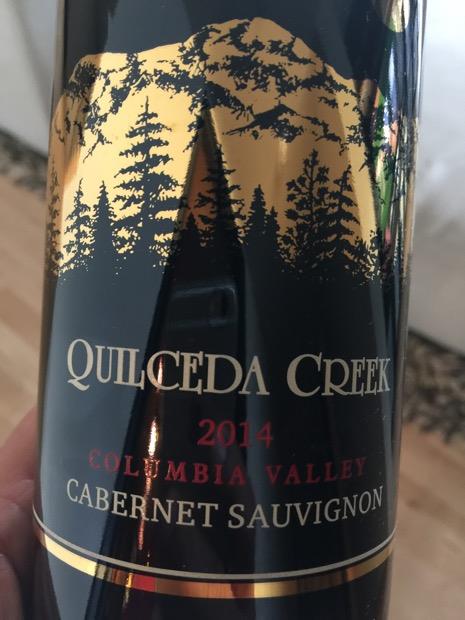 QUILCEDA CREEK
2014
COLUMBIA VALLEY
CABERNET SAUVIGNON